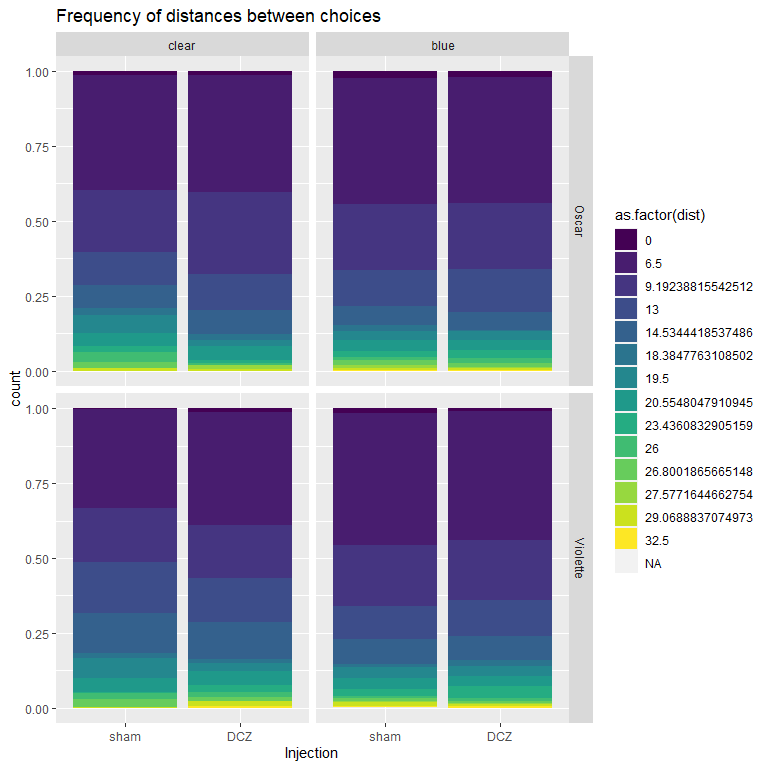 Frequency of distances between choices
clear
blue
1.00
0.75
0.50
0.25
0.00
Oscar
1.00
0.75
0.50
0.25
0.00
Violette
count
sham
DCZ
sham
DCZ
Injection
as.factor(dist)
0
6.5
9.19238815542512
13
14.5344418537486
18.3847763108502
19.5
20.5548047910945
23.4360832905159
26
26.8001865665148
27.5771644662754
29.0688837074973
32.5
NA